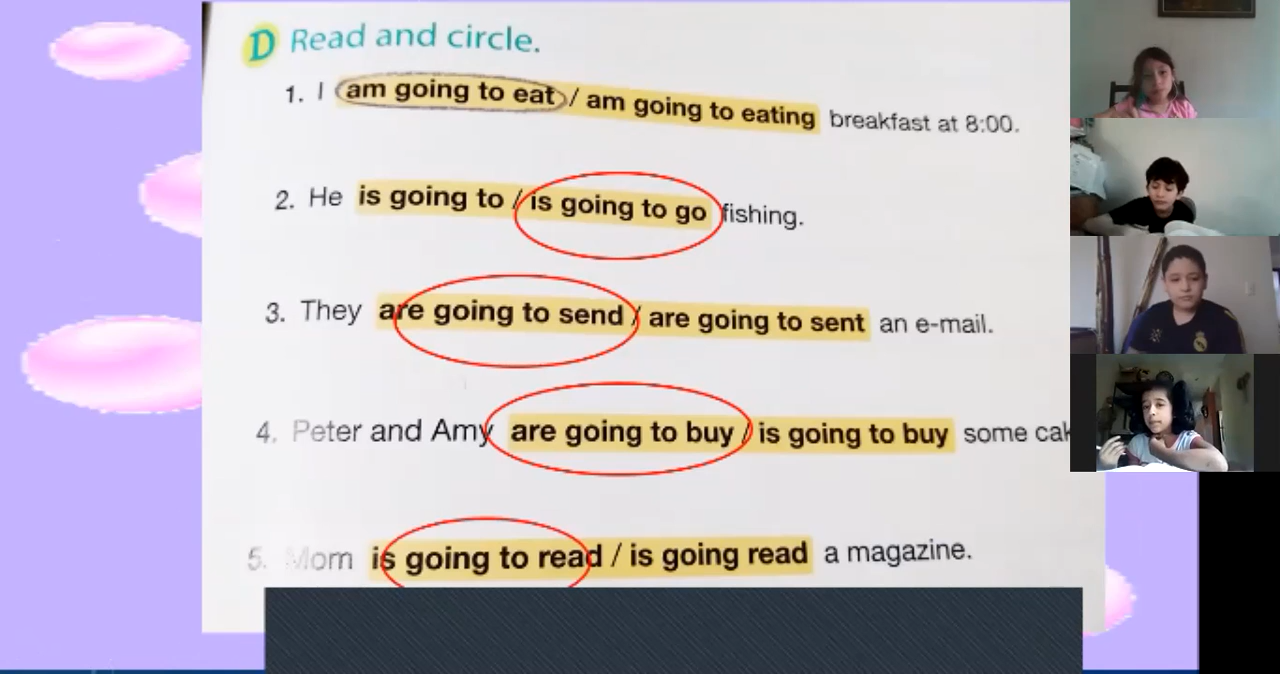 D Read and circle.
1. I am going to eat / am going to eating breakfast at 8:00.
2. He is going to / is going to go fishing.
3. They are going to send / are going to sent an e-mail.
4. Peter and Amy are going to buy / is going to buy some
5. Mom is going to read / is going read a magazine.